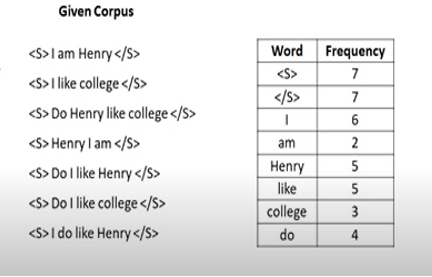 Given Corpus
<S> I am Henry </S>
<S> I like college </S>
<S> Do Henry like college </S>
<S> Henry I am </S>
<S> Do I like Henry </S>
<S> Do I like college </S>
<S> I do like Henry </S>
Word Frequency
<S> 7
</S> 7
I 6
am 2
Henry 5
like 5
college 3
do 4